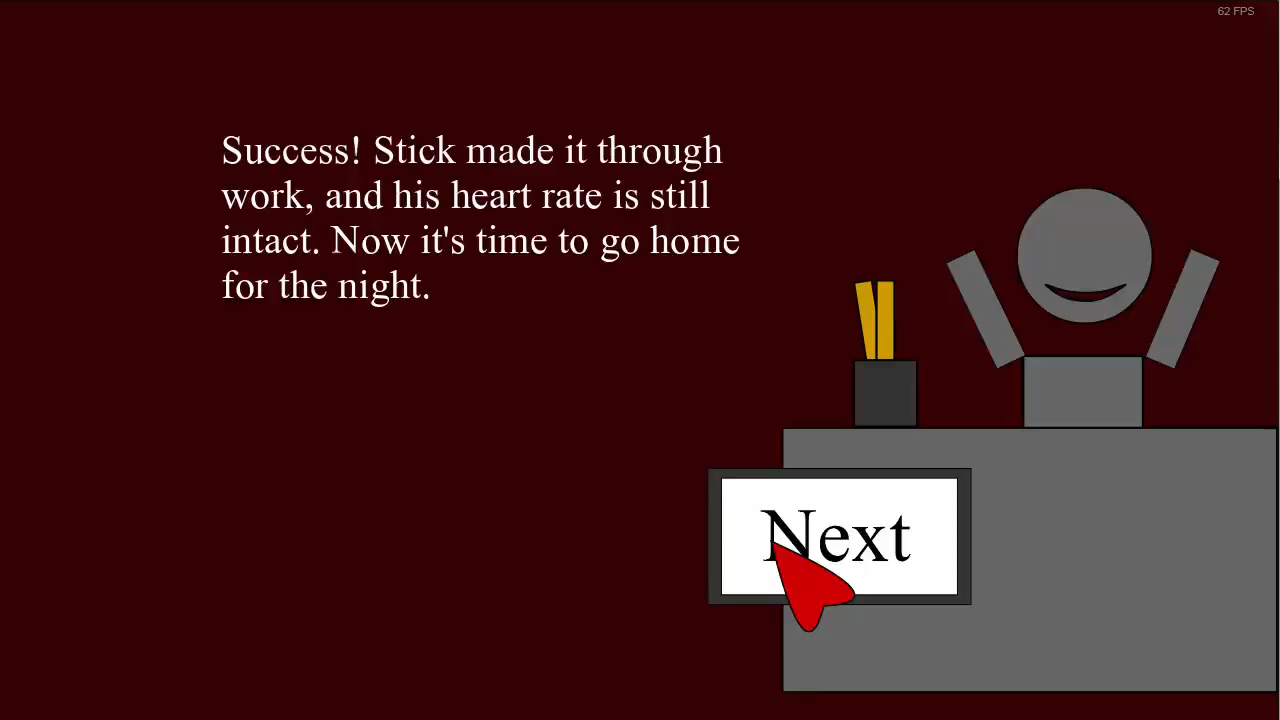 62 FPS
Success! Stick made it through
work, and his heart rate is still
intact. Now it's time to go home
for the night.
Next